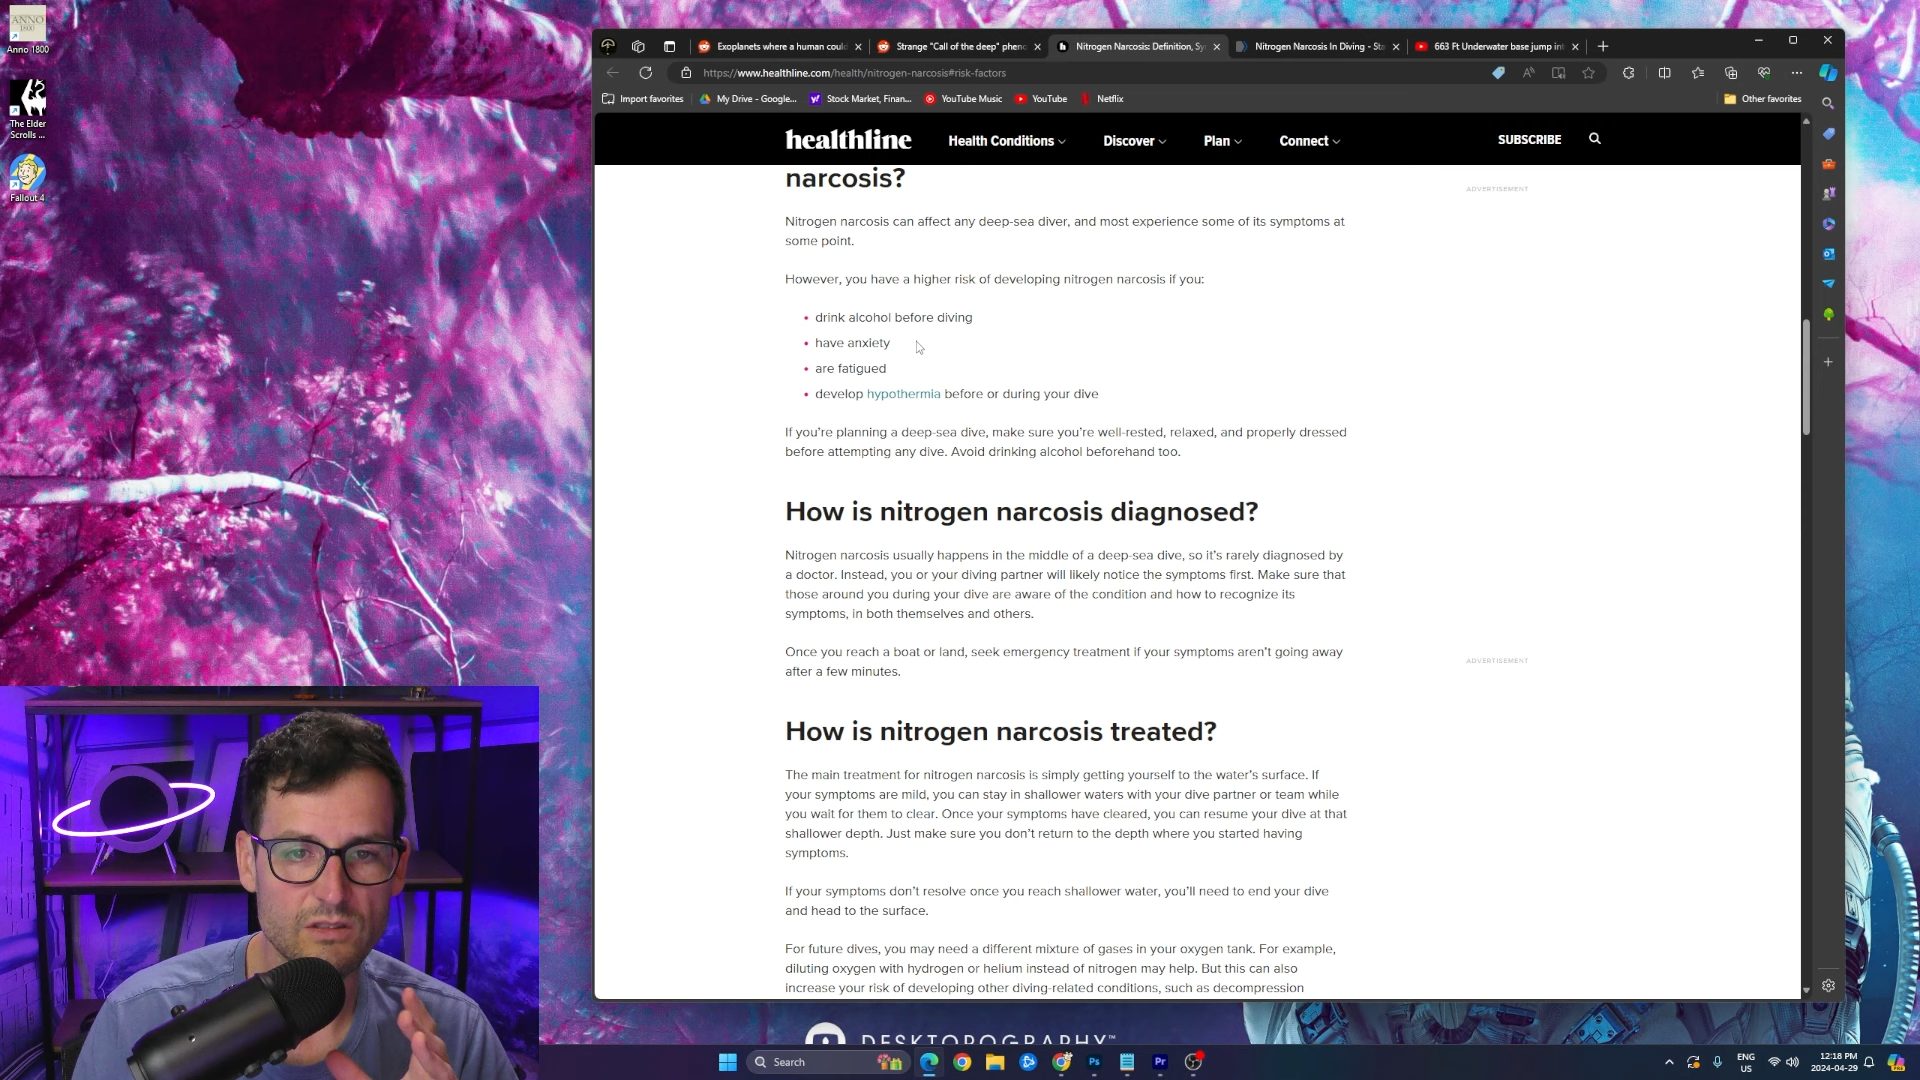 ANNO
1800
Anno 1800
The Elder
Scrolls ...
Fallout 4
Exoplanets where a human coul
Strange "Call of the deep" phen
Nitrogen Narcosis: Definition, Sy
Nitrogen Narcosis In Diving - Sta
663 Ft Underwater base jump in
https://www.healthline.com/health/nitrogen-narcosis#risk-factors
Import favorites
My Drive - Google...
Stock Market, Finan...
YouTube Music
YouTube
Netflix
Other favorites
healthline
Health Conditions
Discover
Plan
Connect
SUBSCRIBE
narcosis?
ADVERTISEMENT
Nitrogen narcosis can affect any deep-sea diver, and most experience some of its symptoms at
some point.
However, you have a higher risk of developing nitrogen narcosis if you:
• drink alcohol before diving
• have anxiety
• are fatigued
• develop hypothermia before or during your dive
If you're planning a deep-sea dive, make sure you're well-rested, relaxed, and properly dressed
before attempting any dive. Avoid drinking alcohol beforehand too.
How is nitrogen narcosis diagnosed?
Nitrogen narcosis usually happens in the middle of a deep-sea dive, so it's rarely diagnosed by
a doctor. Instead, you or your diving partner will likely notice the symptoms first. Make sure that
those around you during your dive are aware of the condition and how to recognize its
symptoms, in both themselves and others.
Once you reach a boat or land, seek emergency treatment if your symptoms aren't going away
after a few minutes.
ADVERTISEMENT
How is nitrogen narcosis treated?
The main treatment for nitrogen narcosis is simply getting yourself to the water's surface. If
your symptoms are mild, you can stay in shallower waters with your dive partner or team while
you wait for them to clear. Once your symptoms have cleared, you can resume your dive at that
shallower depth. Just make sure you don't return to the depth where you started having
symptoms.
If your symptoms don't resolve once you reach shallower water, you'll need to end your dive
and head to the surface.
For future dives, you may need a different mixture of gases in your oxygen tank. For example,
diluting oxygen with hydrogen or helium instead of nitrogen may help. But this can also
increase your risk of developing other diving-related conditions, such as decompression
DESKTOPOGRAPHY™
Search
Ps
Pr
ENG
US
12:18 PM
2024-04-29